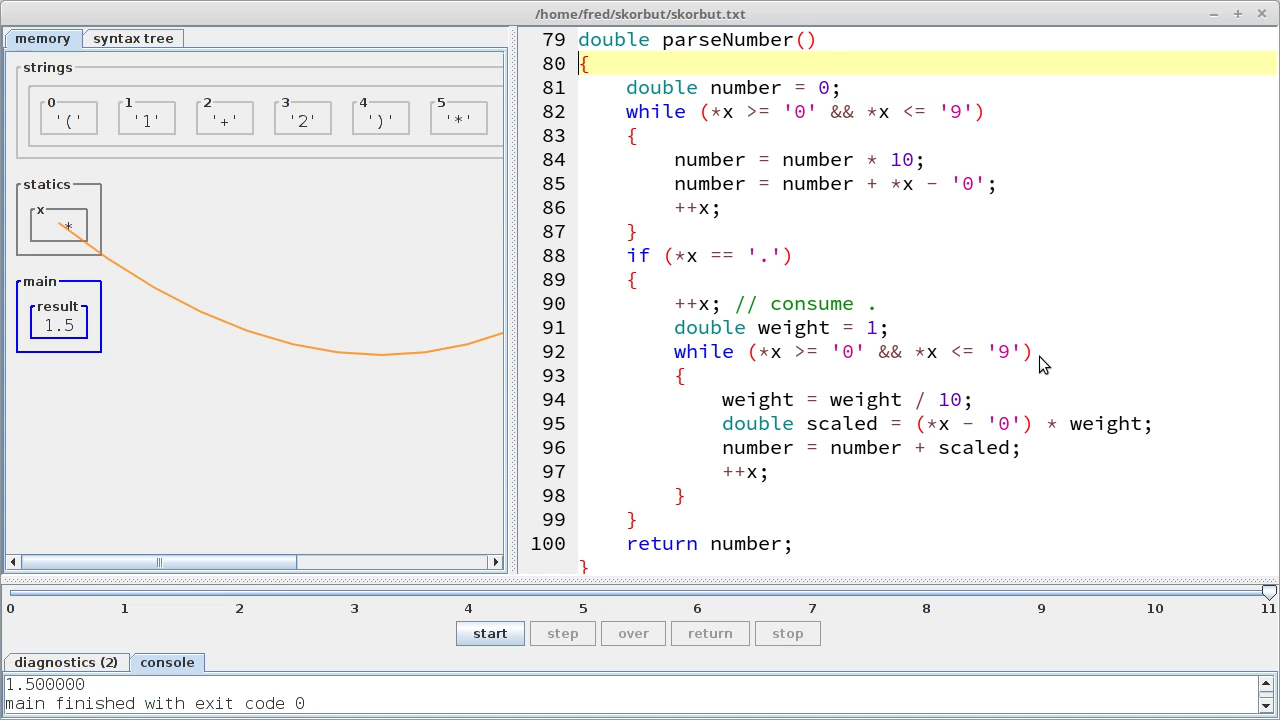 /home/fred/skorbut/skorbut.txt
memory
syntax tree
strings
0 1 2 3 4 5
'(' '1' '+' '2' ')' '*'
statics
x
*
main
result
1.5
79 double parseNumber()
80 {
81 double number = 0;
82 while (*x >= '0' && *x <= '9')
83 {
84 number = number * 10;
85 number = number + *x - '0';
86 ++x;
87 }
88 if (*x == '.')
89 {
90 ++x; // consume .
91 double weight = 1;
92 while (*x >= '0' && *x <= '9')
93 {
94 weight = weight / 10;
95 double scaled = (*x - '0') * weight;
96 number = number + scaled;
97 ++x;
98 }
99 }
100 return number;
}
0 1 2 3 4 5 6 7 8 9 10 11
start step over return stop
diagnostics (2)
console
1.500000
main finished with exit code 0